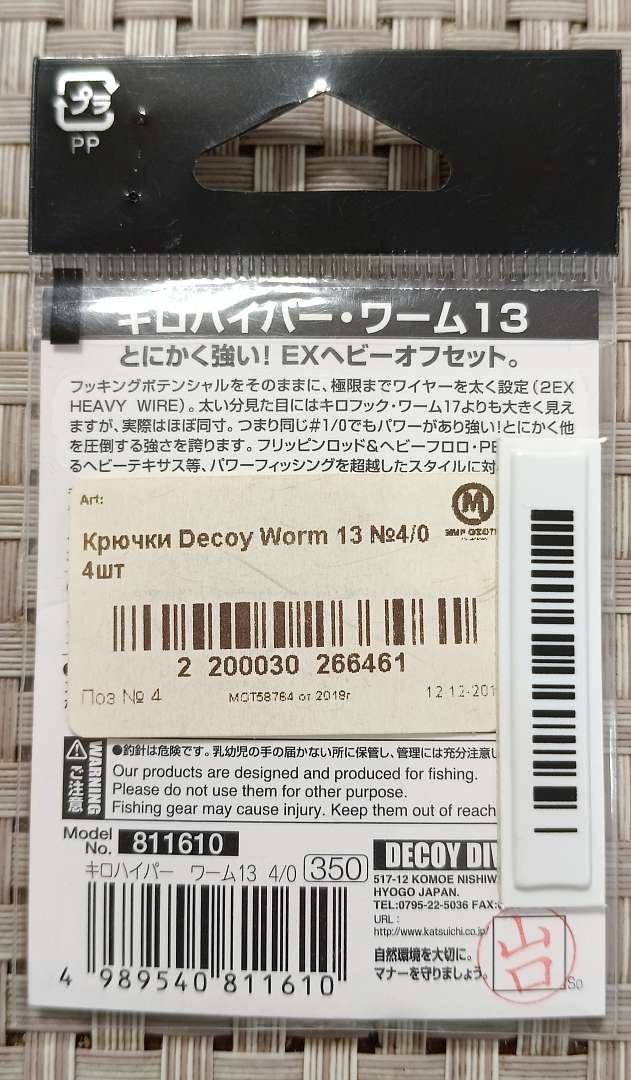 プラ
PP
キロハイパー・ワーム13
とにかく強い! EXヘビーオフセット。
フッキングポテンシャルをそのままに、極限までワイヤーを太く設定(2EX
HEAVY WIRE)。太い分見た目にはキロフック・ワーム17よりも大きく見え
ますが、実際はほぼ同寸。つまり同じ#1/0でもパワーがあり強い!とにかく他
を圧倒する強さを誇ります。フリッピンロッド&ヘビーフロロ・PE
るヘビーテキサス等、パワーフィッシングを超越したスタイルに対
Art:
Крючки Decoy Worm 13 №4/0
4шт
M
2 200030 266461
Поз № 4
МОТ58764 от 2019г
12-12-201
WARNING
ご注意
●釣針は危険です。乳幼児の手の届かない所に保管し、管理には充分注意し
Our products are designed and produced for fishing.
Please do not use them for other purpose.
Fishing gear may cause injury. Keep them out of reach
Model No. 811610
キロハイパー ワーム13 4/0 350
4 989540 811610
DECOY DI
517-12 KOMOE NISHIW
HYOGO JAPAN.
TEL:0795-22-5036 FAX:
URL:
http://www.katsuichi.co.jp/
自然環境を大切に。
マナーを守りましょう。
山口
So